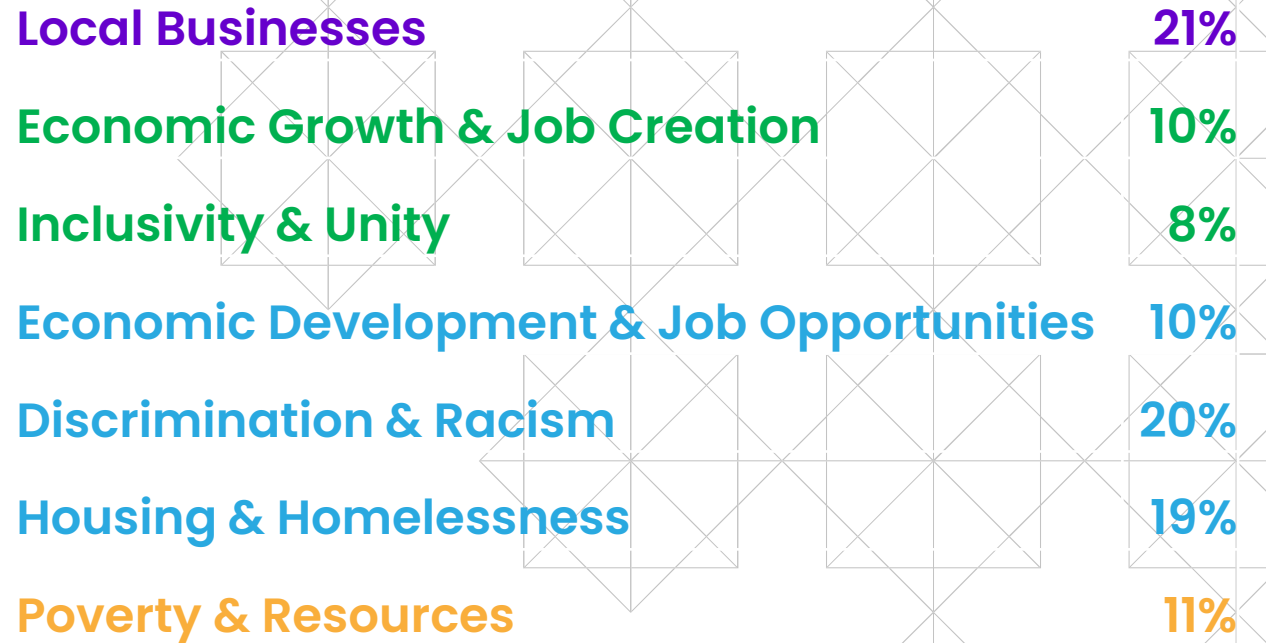 Local Businesses 21%
Economic Growth & Job Creation 10%
Inclusivity & Unity 8%
Economic Development & Job Opportunities 10%
Discrimination & Racism 20%
Housing & Homelessness 19%
Poverty & Resources 11%